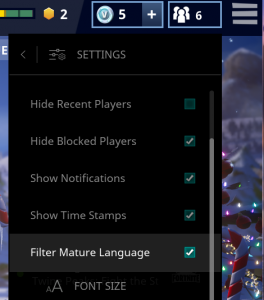 2
V
5
+
6
E
SETTINGS
Hide Recent Players
Hide Blocked Players
Show Notifications
Show Time Stamps
Filter Mature Language
AA FONT SIZE